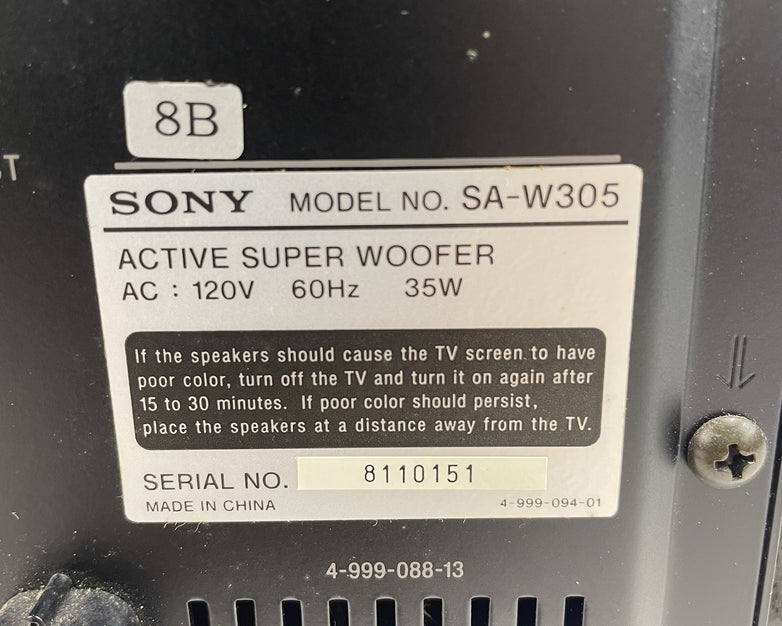 8B
ST
SONY MODEL NO. SA-W305
ACTIVE SUPER WOOFER
AC : 120V 60Hz 35W
If the speakers should cause the TV screen to have
poor color, turn off the TV and turn it on again after
15 to 30 minutes. If poor color should persist,
place the speakers at a distance away from the TV.
SERIAL NO. 8110151
MADE IN CHINA 4-999-094-01
4-999-088-13